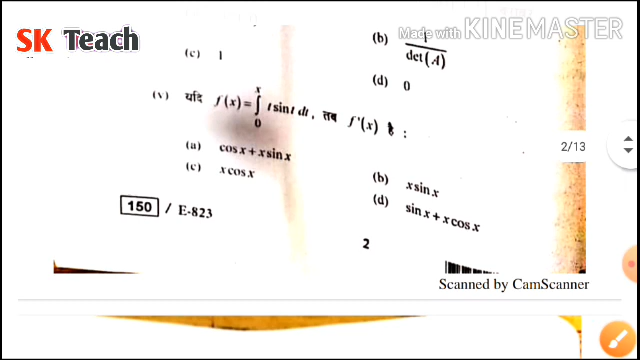 SK Teach
Made with KINEMASTER
(b) 1/det(A)
(c) 1
(d) 0
(v) यदि f(x)=∫₀ˣ t sin t dt, तब f'(x) है :
(a) cos x + x sin x
(b) x sin x
(c) x cos x
(d) sin x + x cos x
150 / E-823
2
2/13
Scanned by CamScanner